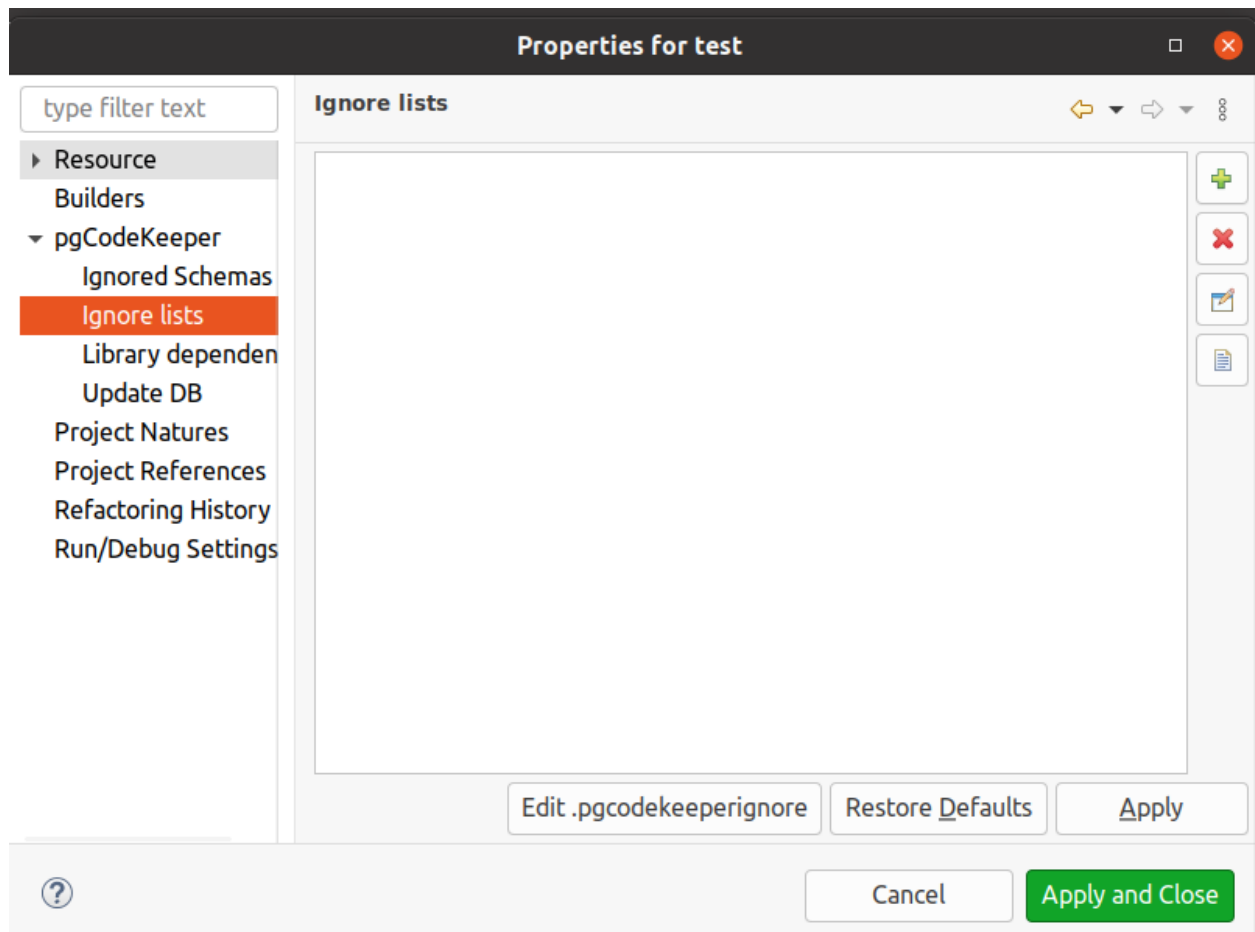 Properties for test
type filter text
Ignore lists
Resource
Builders
pgCodeKeeper
Ignored Schemas
Ignore lists
Library dependen
Update DB
Project Natures
Project References
Refactoring History
Run/Debug Settings
Edit .pgcodekeeperignore
Restore Defaults
Apply
Cancel
Apply and Close